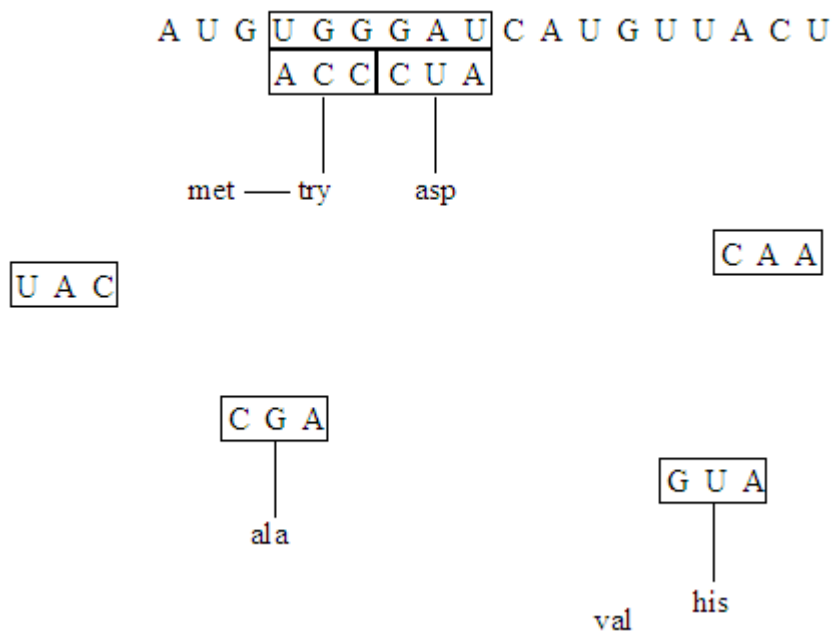 A U G U G G G A U C A U G U U A C U
A C C C U A
met try asp
C A A
U A C
C G A
G U A
ala
his
val